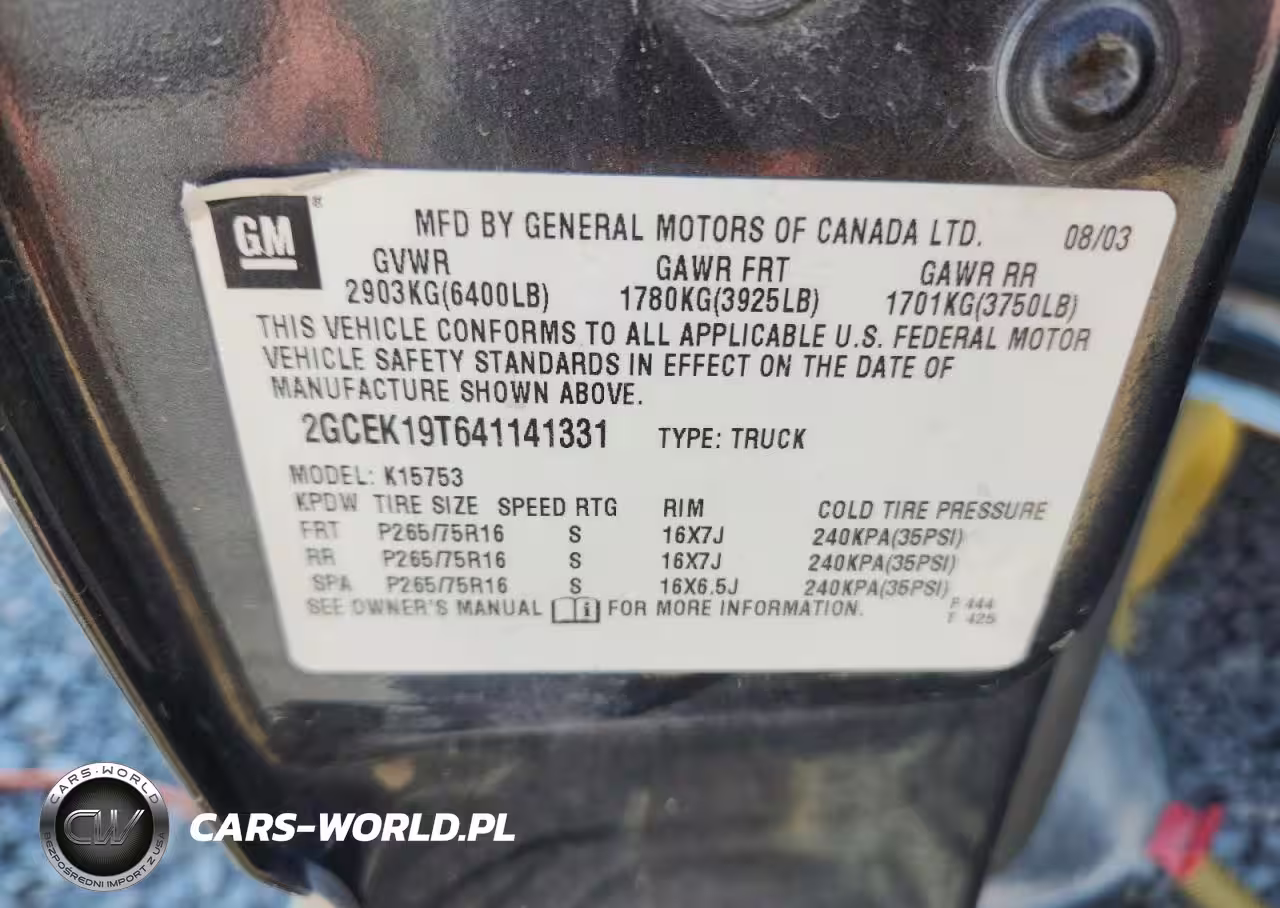 GM ®
MFD BY GENERAL MOTORS OF CANADA LTD. 08/03
GVWR GAWR FRT GAWR RR
2903KG(6400LB) 1780KG(3925LB) 1701KG(3750LB)
THIS VEHICLE CONFORMS TO ALL APPLICABLE U.S. FEDERAL MOTOR
VEHICLE SAFETY STANDARDS IN EFFECT ON THE DATE OF
MANUFACTURE SHOWN ABOVE.
2GCEK19T641141331 TYPE: TRUCK
MODEL: K15753
KPDW TIRE SIZE SPEED RTG RIM COLD TIRE PRESSURE
FRT P265/75R16 S 16X7J 240KPA(35PSI)
RR P265/75R16 S 16X7J 240KPA(35PSI)
SPA P265/75R16 S 16X6.5J 240KPA(35PSI)
SEE OWNER'S MANUAL FOR MORE INFORMATION.
P 444
T 425
CARS-WORLD
CW
BEZPOŚREDNI IMPORT Z USA
CARS-WORLD.PL